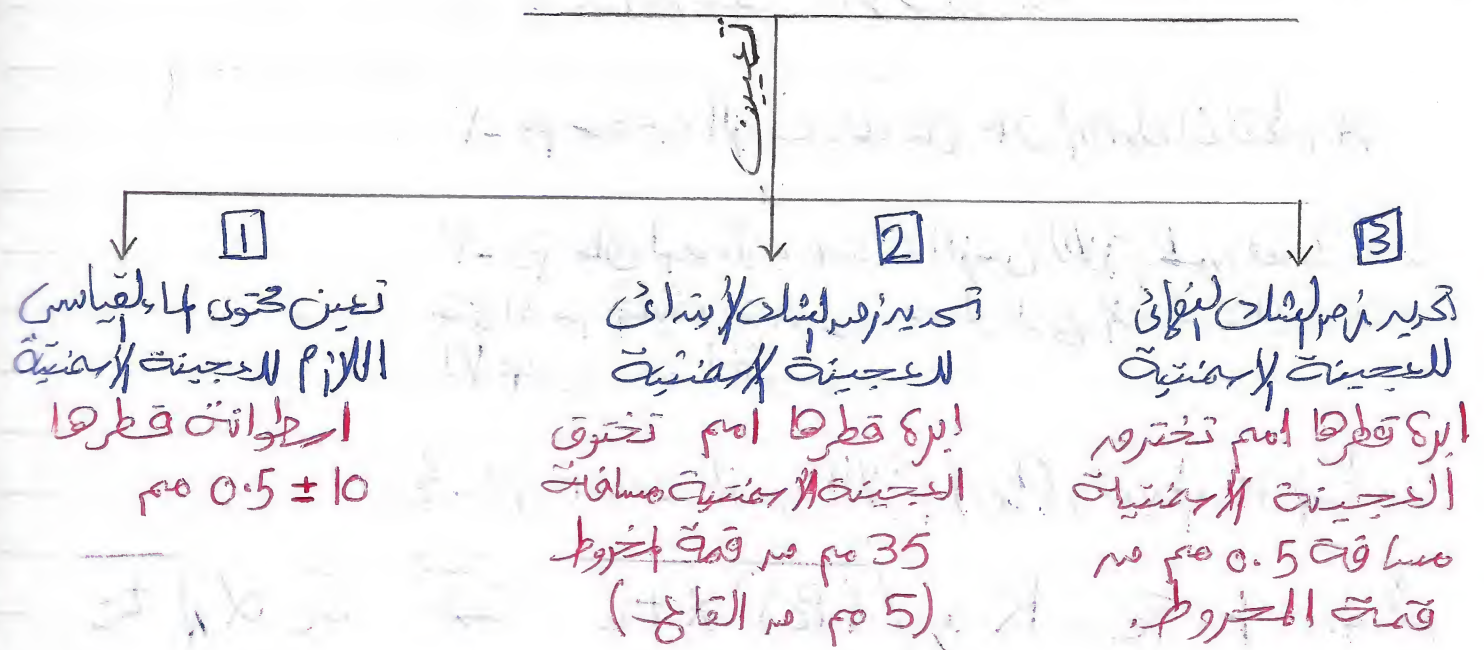 تعيين
1
تعين محتوى الماء القياسي
اللازم للعجينة الاسمنتية
اسطوانة قطرها
10 ± 0.5 مم
2
تحديد زمن الشك الابتدائى
للعجينة الاسمنتية
ابرة قطرها 1مم تخترق
العجينة الاسمنتية مسافة
35 مم من قمة المخروط
(5 مم من القاع)
3
تحديد زمن الشك النهائى
للعجينة الاسمنتية
ابرة قطرها 1مم تخترق
العجينة الاسمنتية
مسافة 0.5 مم من
قمة المخروط.